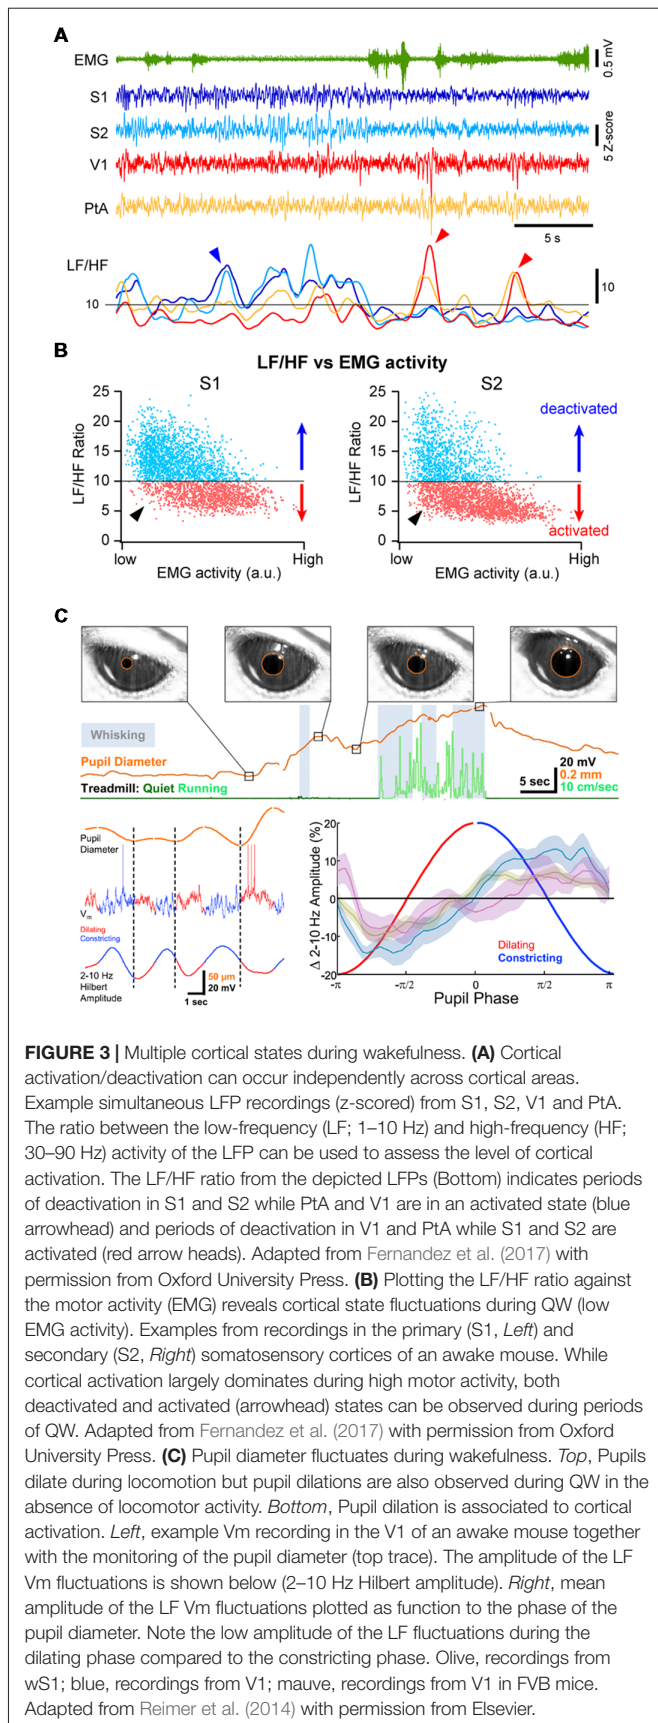 A
EMG
0.5 mV
S1
S2
5 Z-score
V1
PtA
5 s
LF/HF
10
10
B
LF/HF vs EMG activity
S1
S2
25
20
15
10
5
0
LF/HF Ratio
low
High
EMG activity (a.u.)
25
20
15
10
5
0
LF/HF Ratio
deactivated
activated
low
High
EMG activity (a.u.)
C
Whisking
Pupil Diameter
Treadmill: Quiet Running
5 sec
20 mV
0.2 mm
10 cm/sec
Pupil
Diameter
Vm
Dilating
Constricting
2-10 Hz
Hilbert
Amplitude
50 µm
20 mV
1 sec
Δ 2-10 Hz Amplitude (%)
20
10
0
-10
-20
Dilating
Constricting
-π
-π/2
0
π/2
π
Pupil Phase
FIGURE 3 | Multiple cortical states during wakefulness. (A) Cortical
activation/deactivation can occur independently across cortical areas.
Example simultaneous LFP recordings (z-scored) from S1, S2, V1 and PtA.
The ratio between the low-frequency (LF; 1–10 Hz) and high-frequency (HF;
30–90 Hz) activity of the LFP can be used to assess the level of cortical
activation. The LF/HF ratio from the depicted LFPs (Bottom) indicates periods
of deactivation in S1 and S2 while PtA and V1 are in an activated state (blue
arrowhead) and periods of deactivation in V1 and PtA while S1 and S2 are
activated (red arrow heads). Adapted from Fernandez et al. (2017) with
permission from Oxford University Press. (B) Plotting the LF/HF ratio against
the motor activity (EMG) reveals cortical state fluctuations during QW (low
EMG activity). Examples from recordings in the primary (S1, Left) and
secondary (S2, Right) somatosensory cortices of an awake mouse. While
cortical activation largely dominates during high motor activity, both
deactivated and activated (arrowhead) states can be observed during periods
of QW. Adapted from Fernandez et al. (2017) with permission from Oxford
University Press. (C) Pupil diameter fluctuates during wakefulness. Top, Pupils
dilate during locomotion but pupil dilations are also observed during QW in the
absence of locomotor activity. Bottom, Pupil dilation is associated to cortical
activation. Left, example Vm recording in the V1 of an awake mouse together
with the monitoring of the pupil diameter (top trace). The amplitude of the LF
Vm fluctuations is shown below (2–10 Hz Hilbert amplitude). Right, mean
amplitude of the LF Vm fluctuations plotted as function to the phase of the
pupil diameter. Note the low amplitude of the LF fluctuations during the
dilating phase compared to the constricting phase. Olive, recordings from
wS1; blue, recordings from V1; mauve, recordings from V1 in FVB mice.
Adapted from Reimer et al. (2014) with permission from Elsevier.